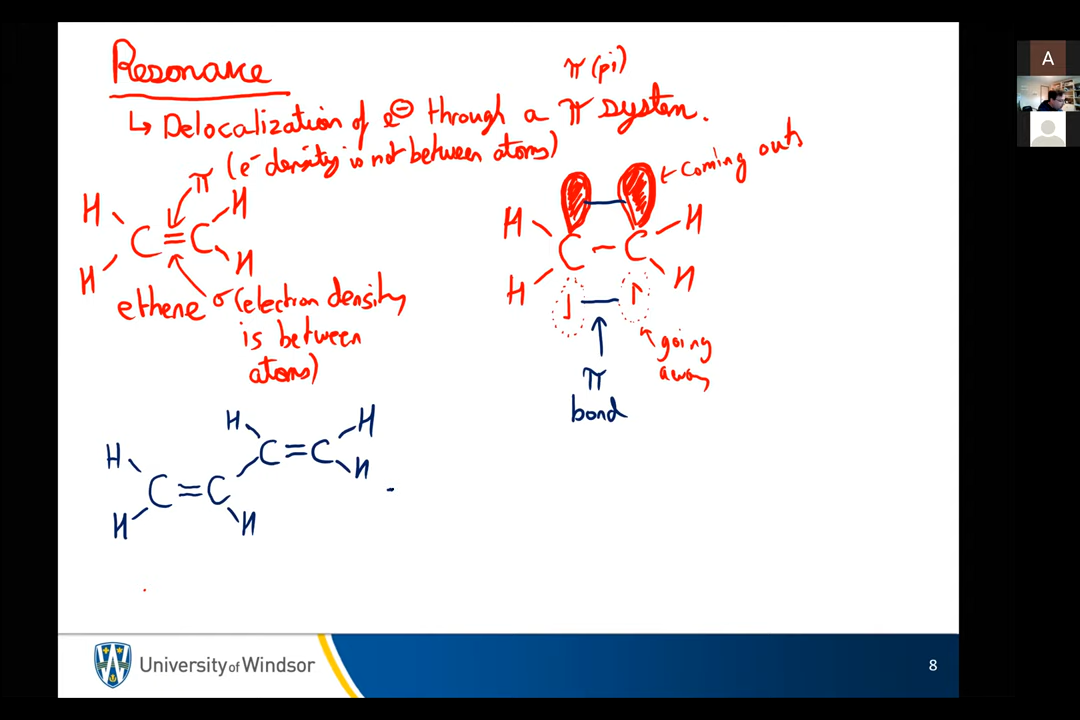 Resonance
π (pi)
↳ Delocalization of e⊖ through a π system.
π (e⁻ density is not between atoms)
← coming outs
H H
C = C
H H
ethene σ (electron density
is between
atoms)
H H
C – C
H H
going
away
π
bond
H H
H C = C
C = C H
H H
University of Windsor
8
A